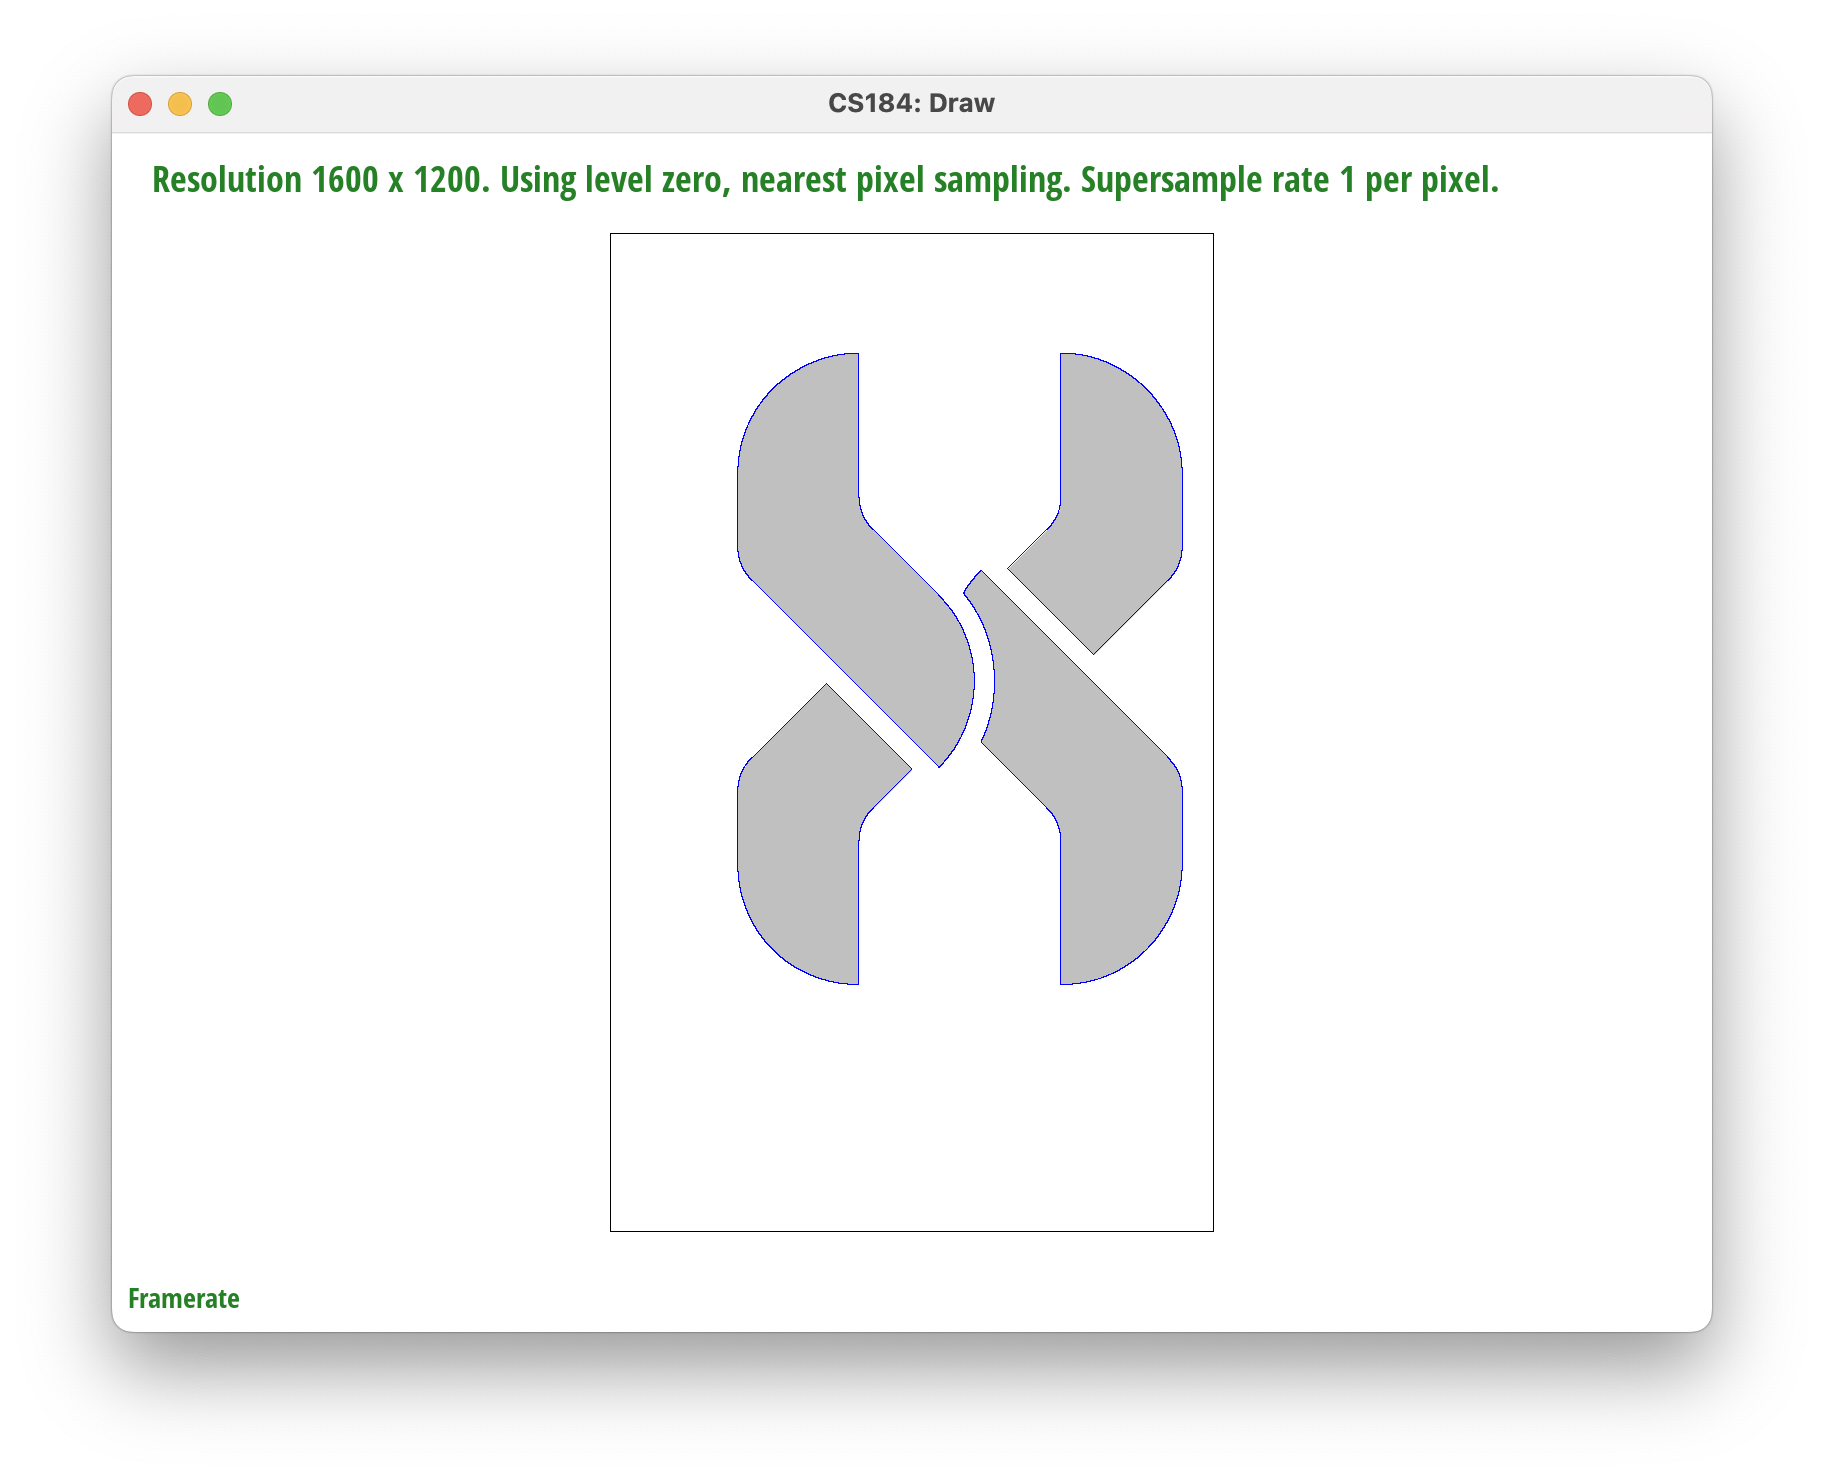 CS184: Draw
Resolution 1600 x 1200. Using level zero, nearest pixel sampling. Supersample rate 1 per pixel.
Framerate